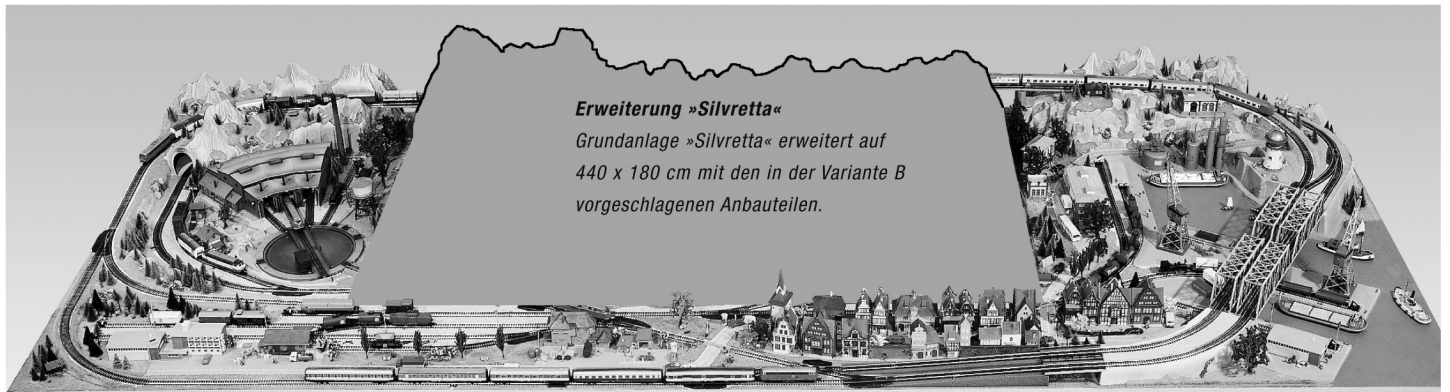 Erweiterung »Silvretta«
Grundanlage »Silvretta« erweitert auf
440 x 180 cm mit den in der Variante B
vorgeschlagenen Anbauteilen.